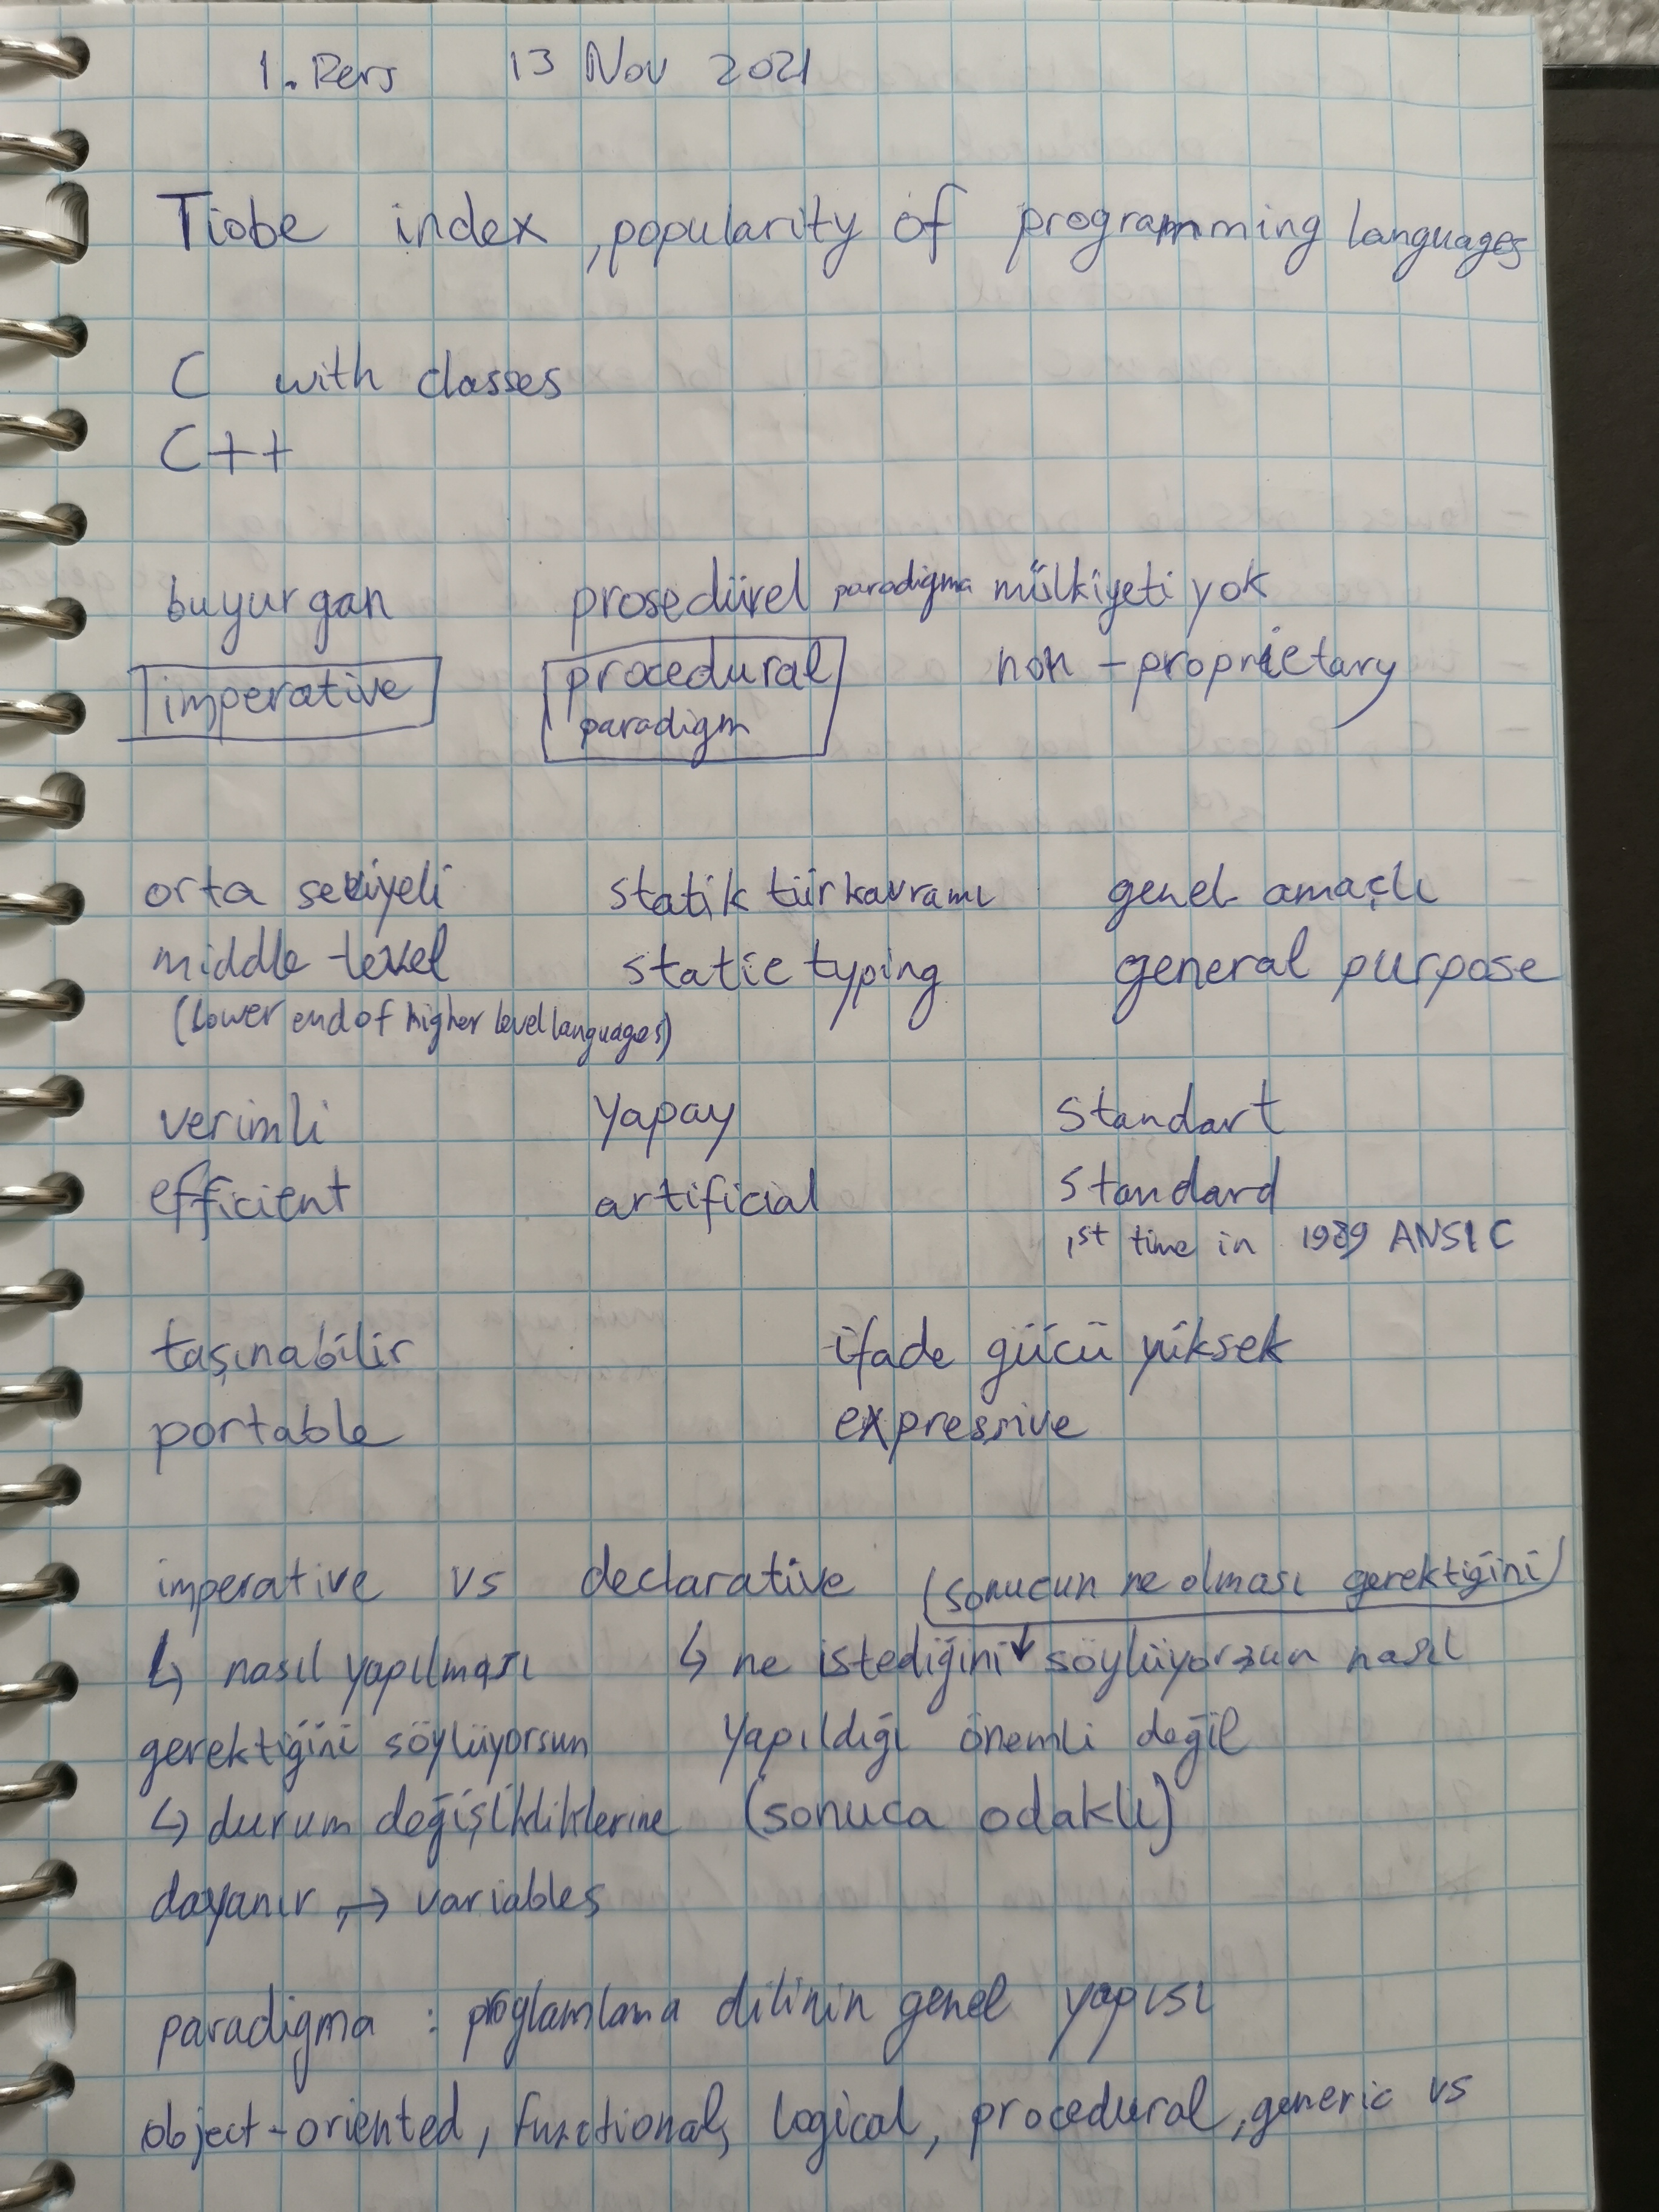 1. Ders 13 Nov 2021
Tiobe index, popularity of programming languages
C with classes
C++
buyurgan prosedürel paradigma mülkiyeti yok
imperative procedural paradigm non-proprietary
orta seviyeli statik tür kavramı genel amaçlı
middle-level static typing general purpose
(lower end of higher level languages)
verimli yapay standart
efficient artificial standard
1st time in 1989 ANSI C
taşınabilir ifade gücü yüksek
portable expressive
imperative vs declarative (sonucun ne olması gerektiğini)
↳ nasıl yapılması ↳ ne istediğini ↓ söylüyorsun nasıl
gerektiğini söylüyorsun yapıldığı önemli değil
↳ durum değişikliklerine (sonuca odaklı)
dayanır, → variables
paradigma : proglamlama dilinin genel yapısı
object-oriented, functional, logical, procedural, generic vs